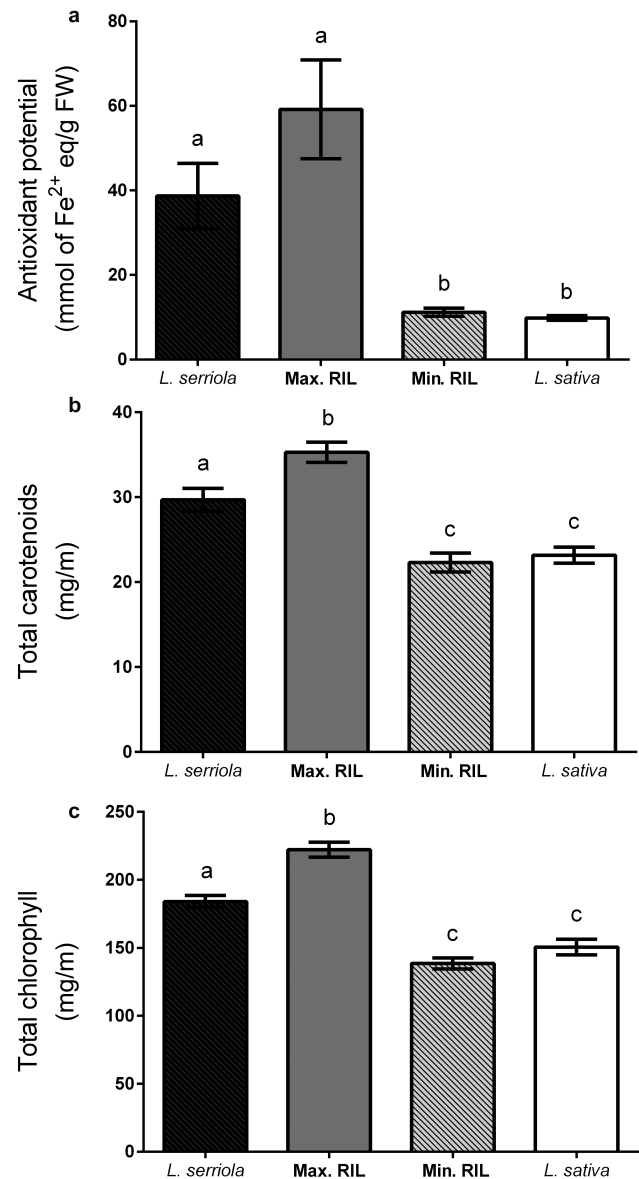 a
Antioxidant potential
(mmol of Fe²⁺ eq/g FW)
80
60
40
20
0
a
a
b
b
L. serriola Max. RIL Min. RIL L. sativa
b
Total carotenoids
(mg/m)
40
30
20
10
0
a
b
c
c
L. serriola Max. RIL Min. RIL L. sativa
c
Total chlorophyll
(mg/m)
250
200
150
100
50
0
a
b
c
c
L. serriola Max. RIL Min. RIL L. sativa